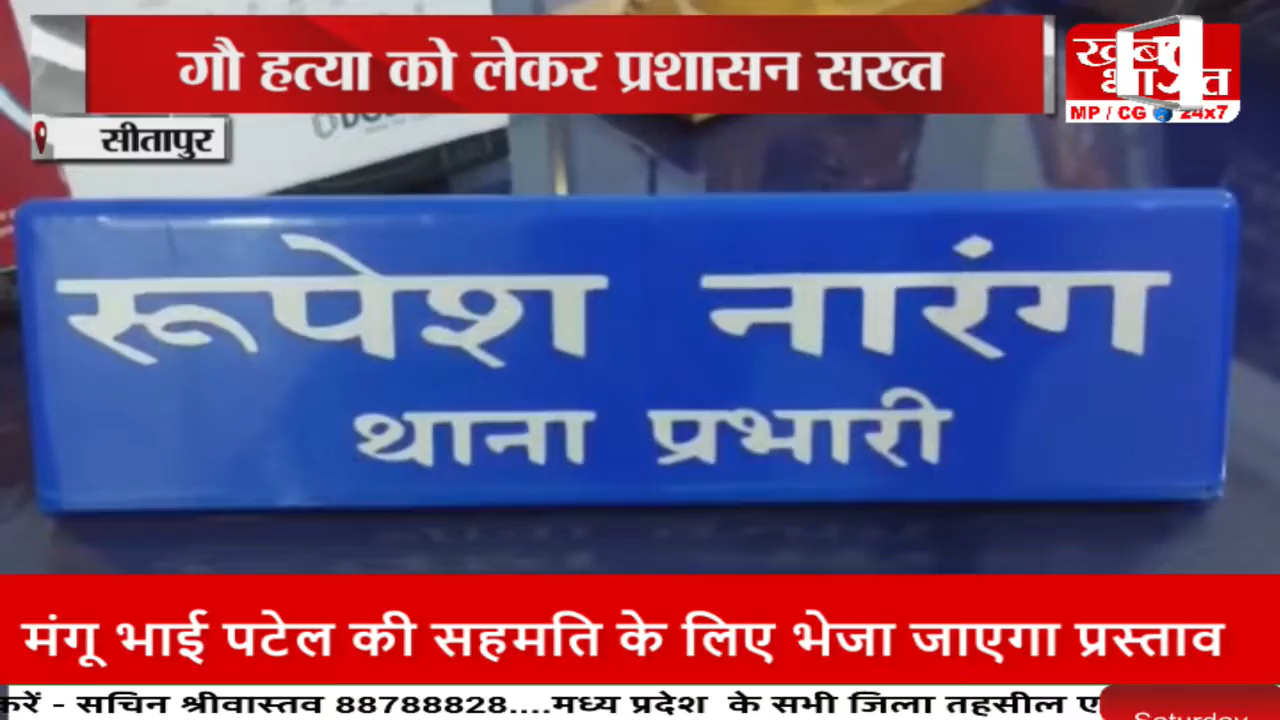 गौ हत्या को लेकर प्रशासन सख्त
MP / CG 24x7
सीतापुर
रूपेश नारंग
थाना प्रभारी
मंगू भाई पटेल की सहमति के लिए भेजा जाएगा प्रस्ताव
करें - सचिन श्रीवास्तव 88788828....मध्य प्रदेश के सभी जिला तहसील ए
Saturday